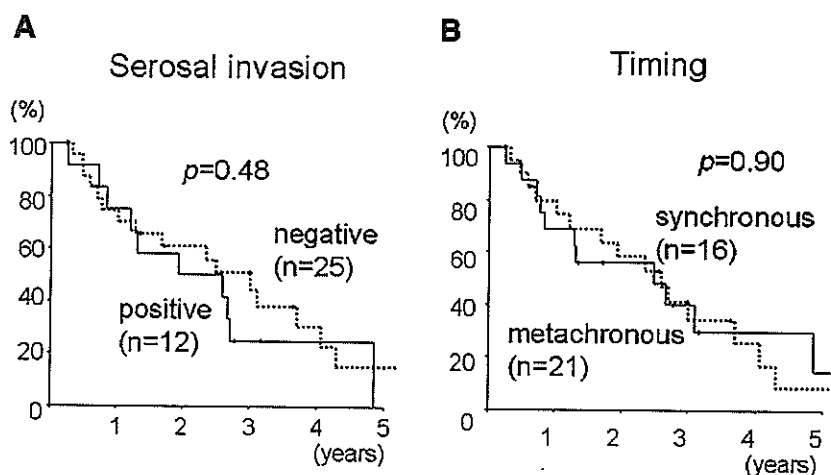 A
Serosal invasion
(%)
100
80
60
40
20
0
p=0.48
negative
(n=25)
positive
(n=12)
1 2 3 4 5
(years)
B
Timing
(%)
100
80
60
40
20
0
p=0.90
synchronous
(n=16)
metachronous
(n=21)
1 2 3 4 5
(years)